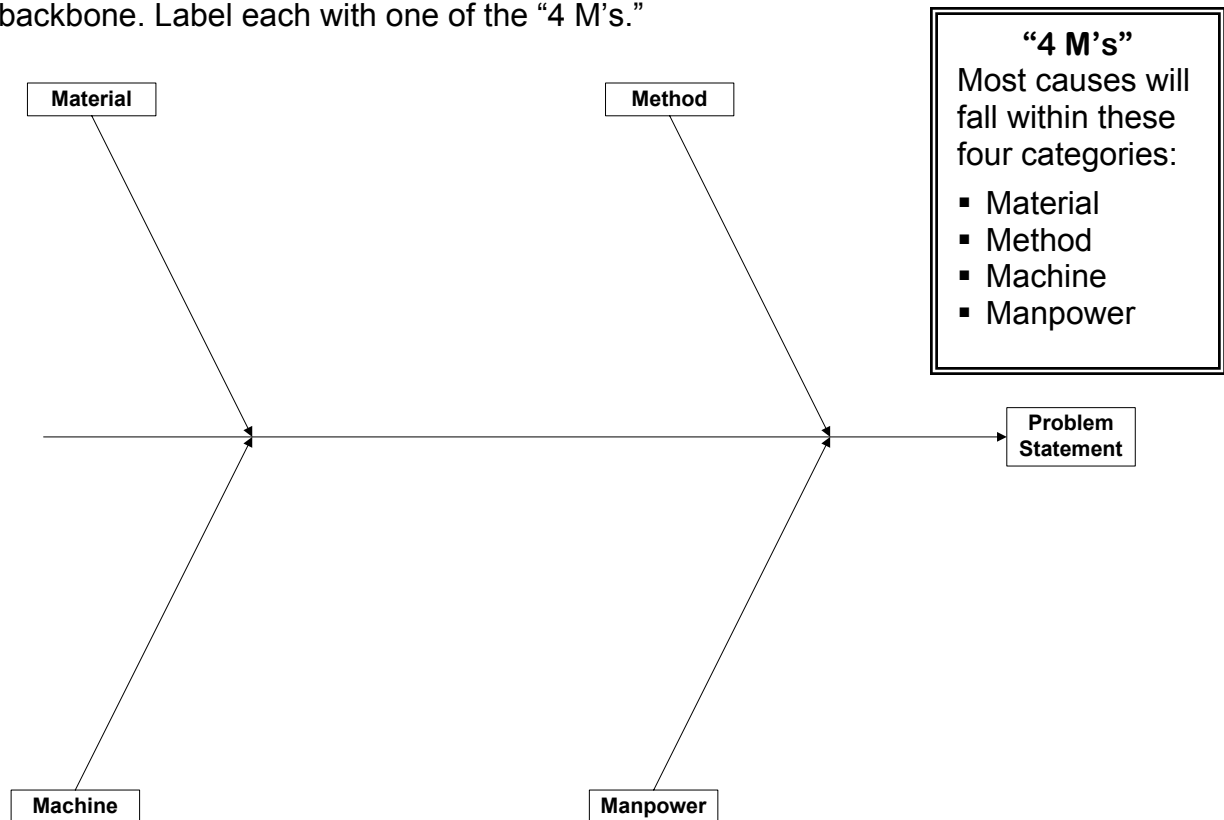 backbone. Label each with one of the “4 M’s.”
“4 M’s”
Most causes will
fall within these
four categories:
▪ Material
▪ Method
▪ Machine
▪ Manpower
Material
Method
Problem
Statement
Machine
Manpower